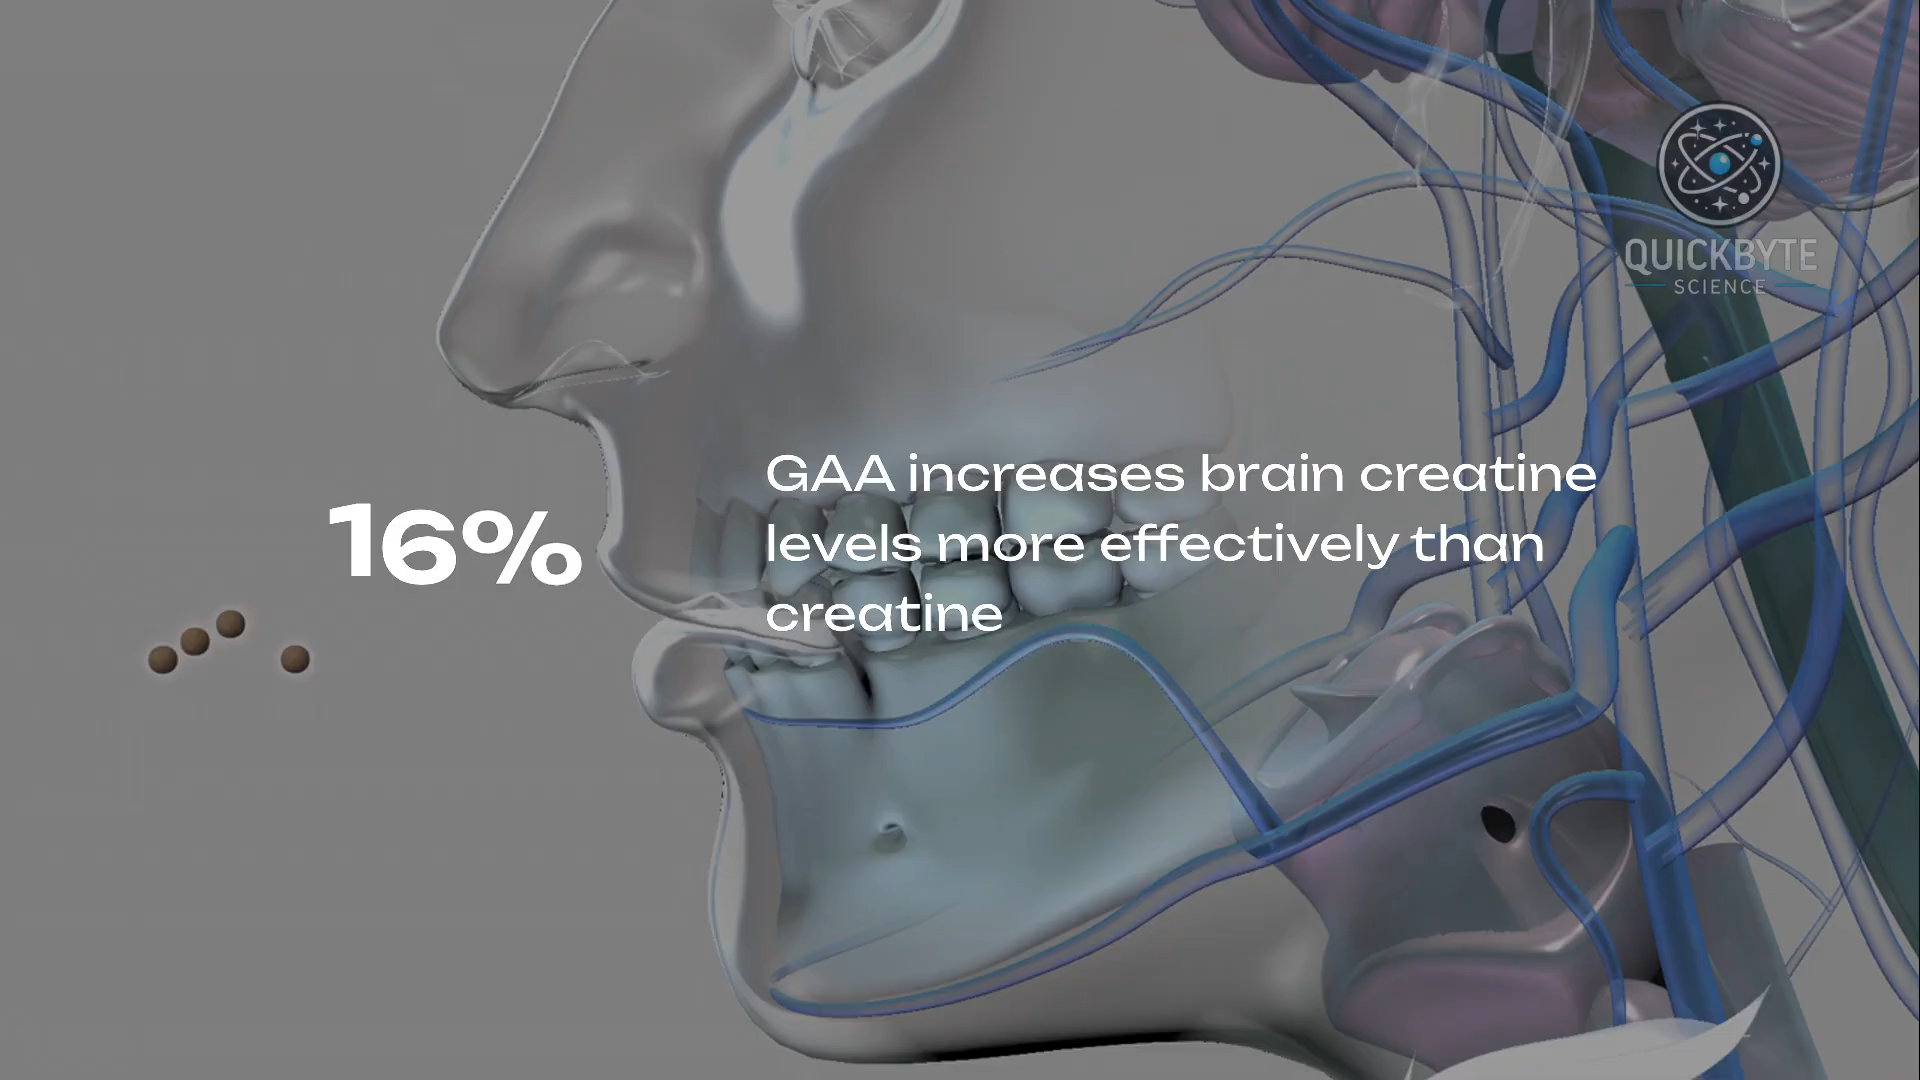 QUICKBYTE
SCIENCE
16%
GAA increases brain creatine
levels more effectively than
creatine